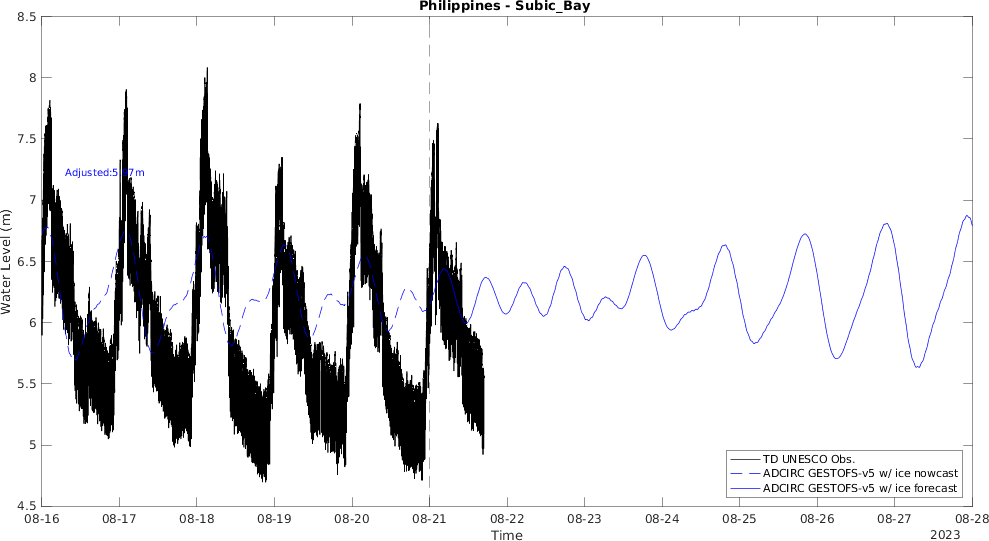 Philippines - Subic_Bay
8.5
8
7.5
7
6.5
6
5.5
5
4.5
Water Level (m)
TD UNESCO Obs.
ADCIRC GESTOFS-v5 w/ ice nowcast
ADCIRC GESTOFS-v5 w/ ice forecast
08-16 08-17 08-18 08-19 08-20 08-21 08-22 08-23 08-24 08-25 08-26 08-27 08-28
Time
2023